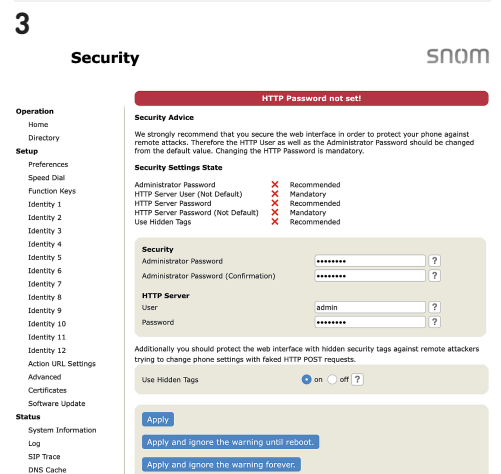 3
Security
snom
HTTP Password not set!
Operation
Home
Directory
Setup
Preferences
Speed Dial
Function Keys
Identity 1
Identity 2
Identity 3
Identity 4
Identity 5
Identity 6
Identity 7
Identity 8
Identity 9
Identity 10
Identity 11
Identity 12
Action URL Settings
Advanced
Certificates
Software Update
Status
System Information
Log
SIP Trace
DNS Cache
Security Advice
We strongly recommend that you secure the web interface in order to protect your phone against
remote attacks. Therefore the HTTP User as well as the Administrator Password should be changed
from the default value. Changing the HTTP Password is mandatory.
Security Settings State
Administrator Password Recommended
HTTP Server User (Not Default) Mandatory
HTTP Server Password Recommended
HTTP Server Password (Not Default) Mandatory
Use Hidden Tags Recommended
Security
Administrator Password •••••••• ?
Administrator Password (Confirmation) •••••••• ?
HTTP Server
User admin ?
Password •••••••• ?
Additionally you should protect the web interface with hidden security tags against remote attackers
trying to change phone settings with faked HTTP POST requests.
Use Hidden Tags on off ?
Apply
Apply and ignore the warning until reboot.
Apply and ignore the warning forever.